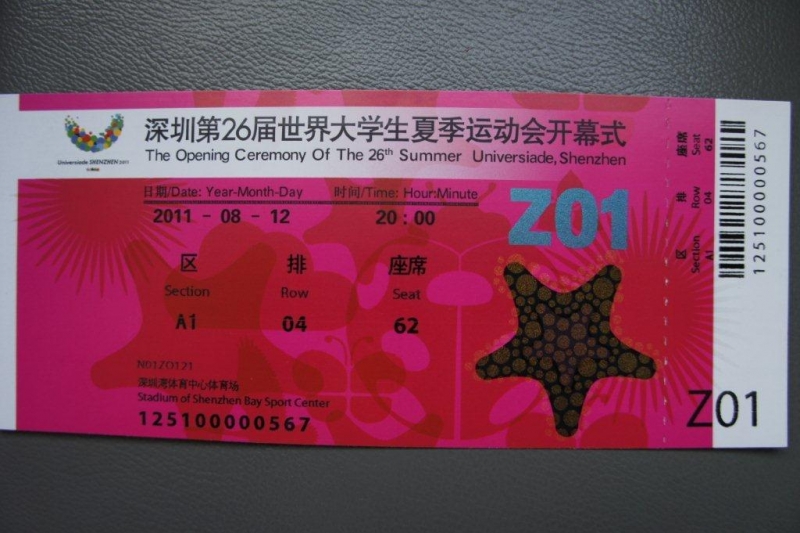 深圳第26届世界大学生夏季运动会开幕式
The Opening Ceremony Of The 26th Summer Universiade, Shenzhen
Universiade SHENZHEN 2011
日期/Date: Year-Month-Day 时间/Time: Hour:Minute
2011-08-12 20:00
Z01
区 排 座席
Section Row Seat
A1 04 62
N01ZO121
深圳湾体育中心体育场
Stadium of Shenzhen Bay Sport Center
125100000567
区 排 座席
Section Row Seat
A1 04 62
125100000567
Z01